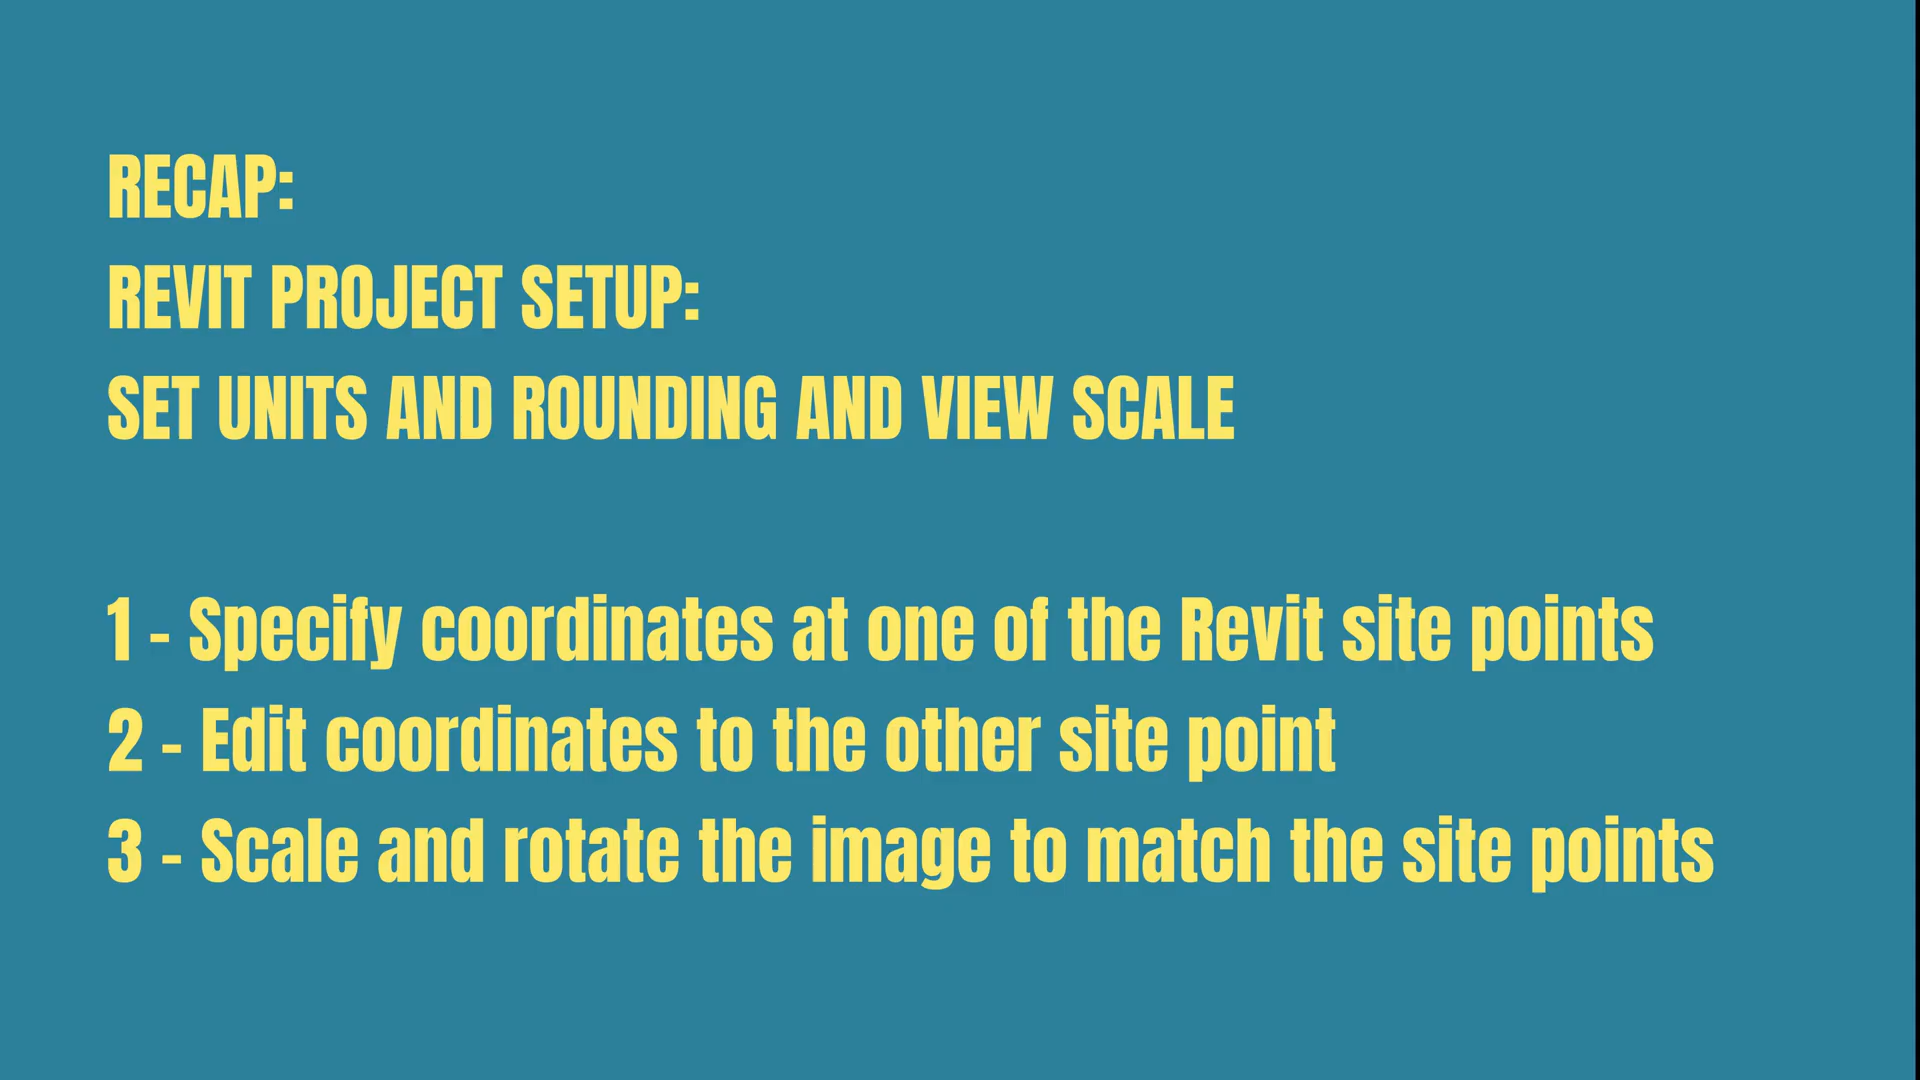 RECAP:
REVIT PROJECT SETUP:
SET UNITS AND ROUNDING AND VIEW SCALE
1 - Specify coordinates at one of the Revit site points
2 - Edit coordinates to the other site point
3 - Scale and rotate the image to match the site points